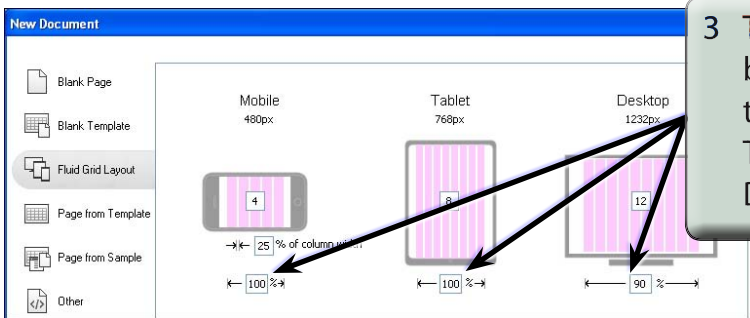 New Document
Blank Page
Blank Template
Fluid Grid Layout
Page from Template
Page from Sample
Other
Mobile
480px
4
25 % of column width
100 %
Tablet
768px
8
100 %
Desktop
1232px
12
90 %
3